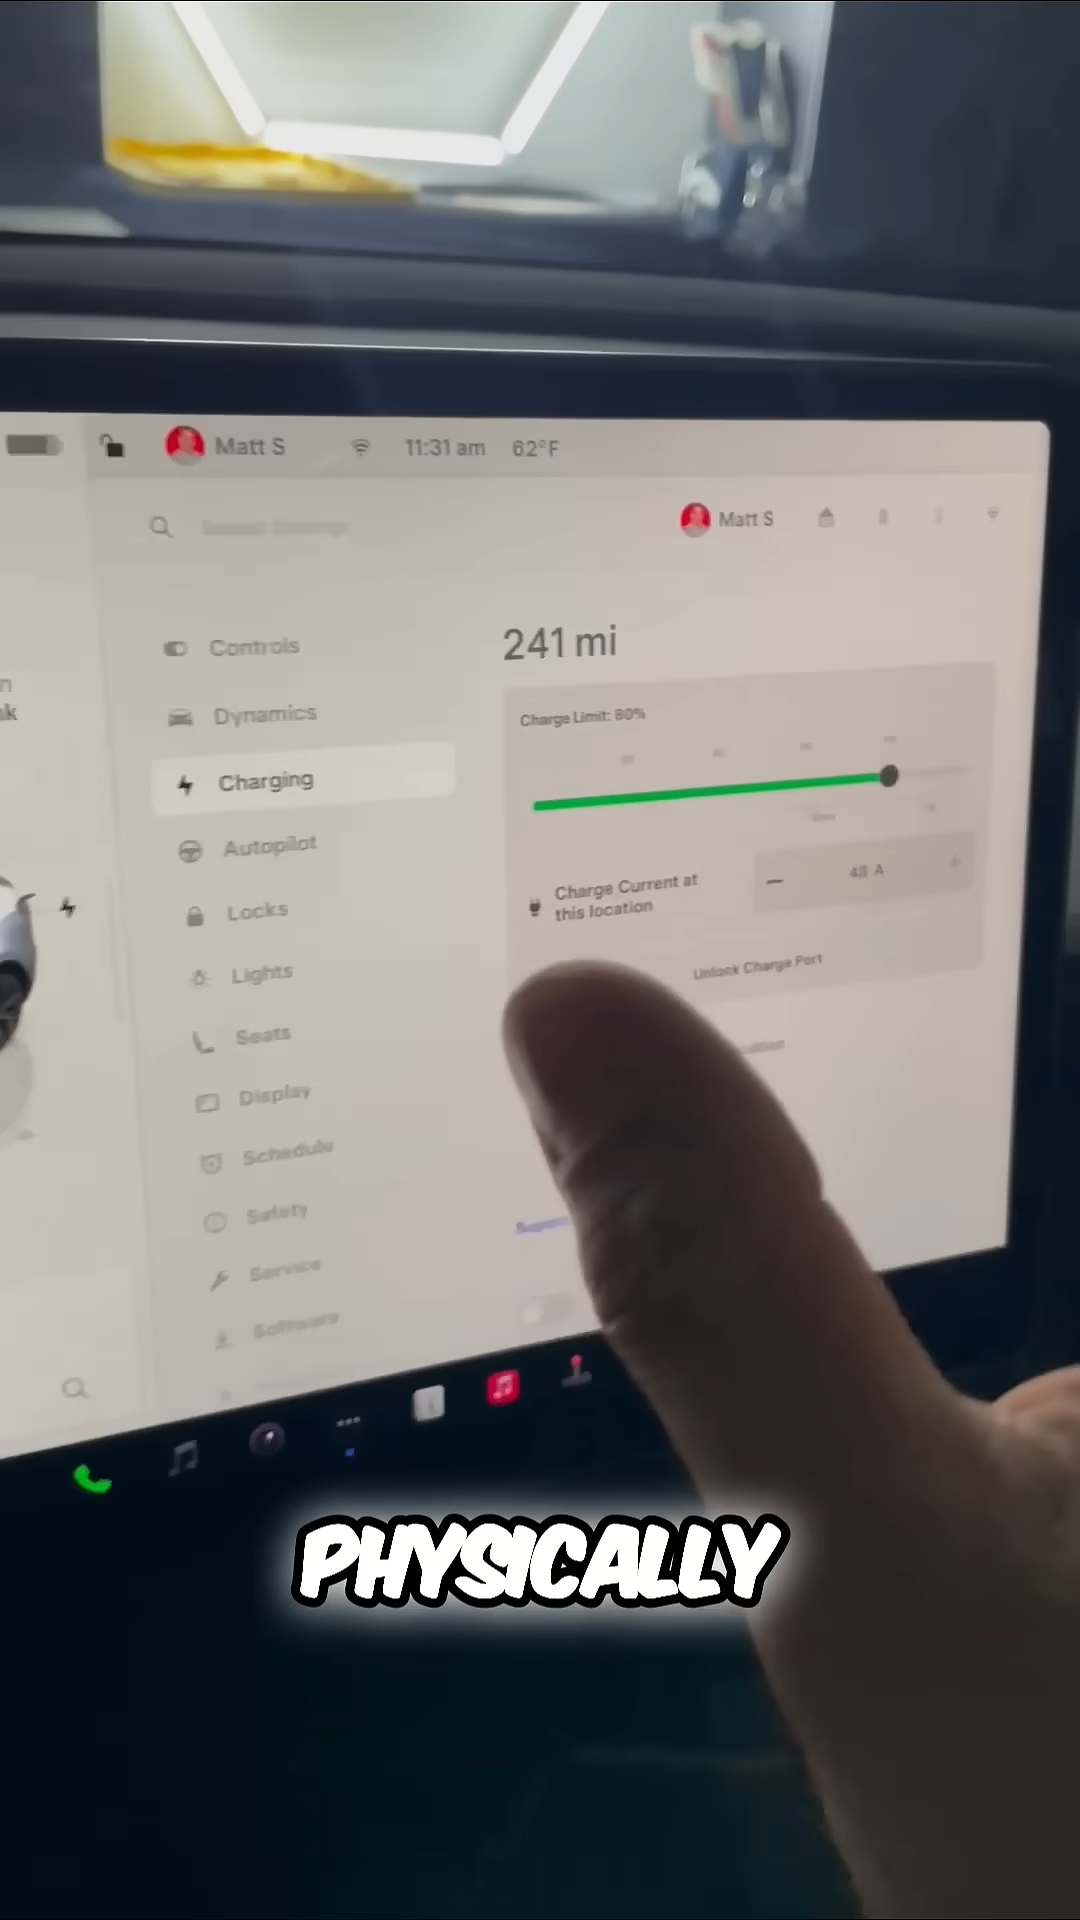 Matt S
11:31 am
62°F
Matt S
Controls
Dynamics
Charging
Autopilot
Locks
Lights
Seats
Display
Schedule
Safety
Service
Software
241 mi
Charge Limit: 80%
Charge Current at
this location
48 A
Unlock Charge Port
PHYSICALLY